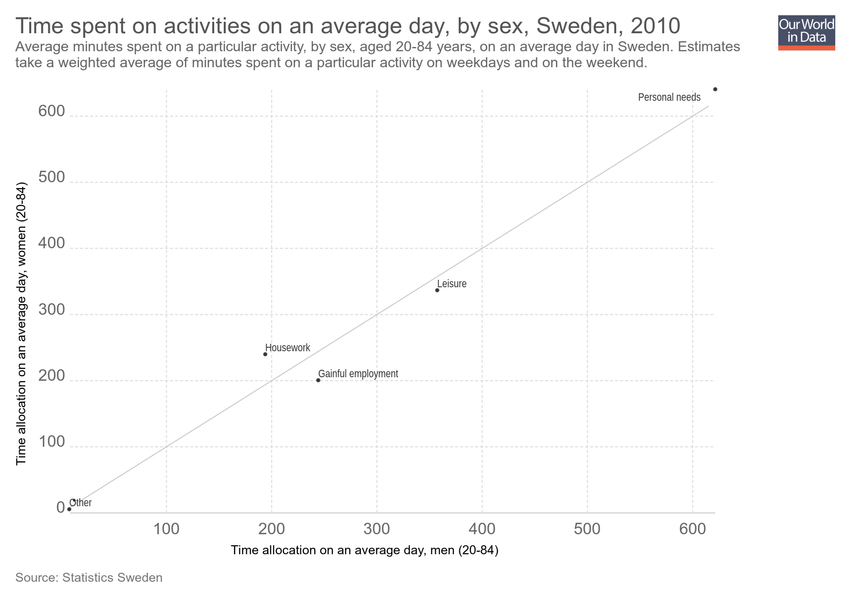 Time spent on activities on an average day, by sex, Sweden, 2010
Our World
in Data
Average minutes spent on a particular activity, by sex, aged 20-84 years, on an average day in Sweden. Estimates
take a weighted average of minutes spent on a particular activity on weekdays and on the weekend.
Personal needs
600
500
400
Leisure
300
Housework
Gainful employment
200
100
Other
0
Time allocation on an average day, women (20-84)
100 200 300 400 500 600
Time allocation on an average day, men (20-84)
Source: Statistics Sweden